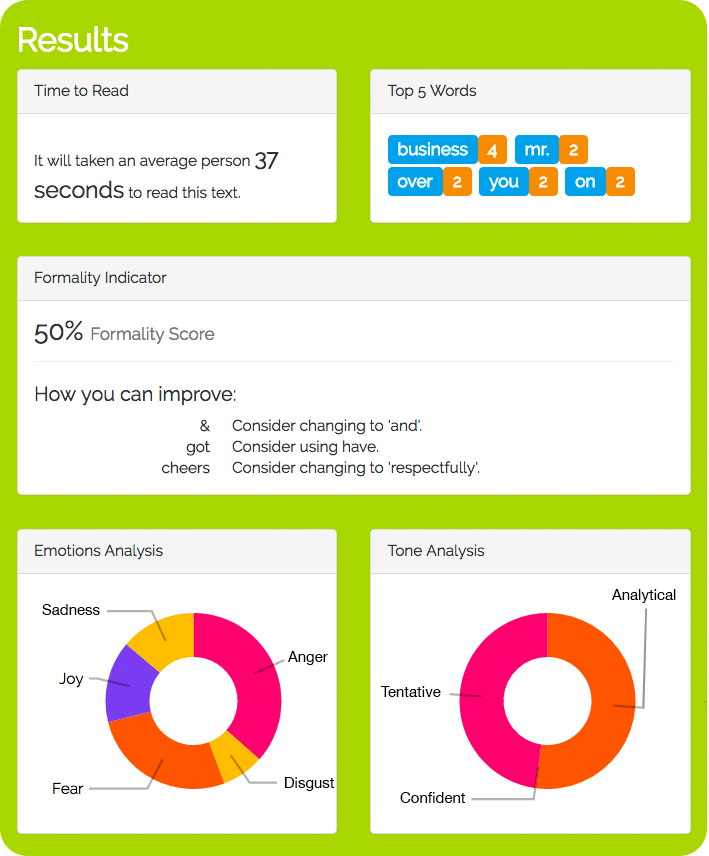 Results
Time to Read
It will taken an average person 37
seconds to read this text.
Top 5 Words
business 4 mr. 2
over 2 you 2 on 2
Formality Indicator
50% Formality Score
How you can improve:
& Consider changing to 'and'.
got Consider using have.
cheers Consider changing to 'respectfully'.
Emotions Analysis
Sadness
Anger
Joy
Fear
Disgust
Tone Analysis
Analytical
Tentative
Confident